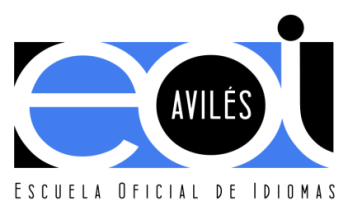 eoi
AVILÉS
ESCUELA OFICIAL DE IDIOMAS